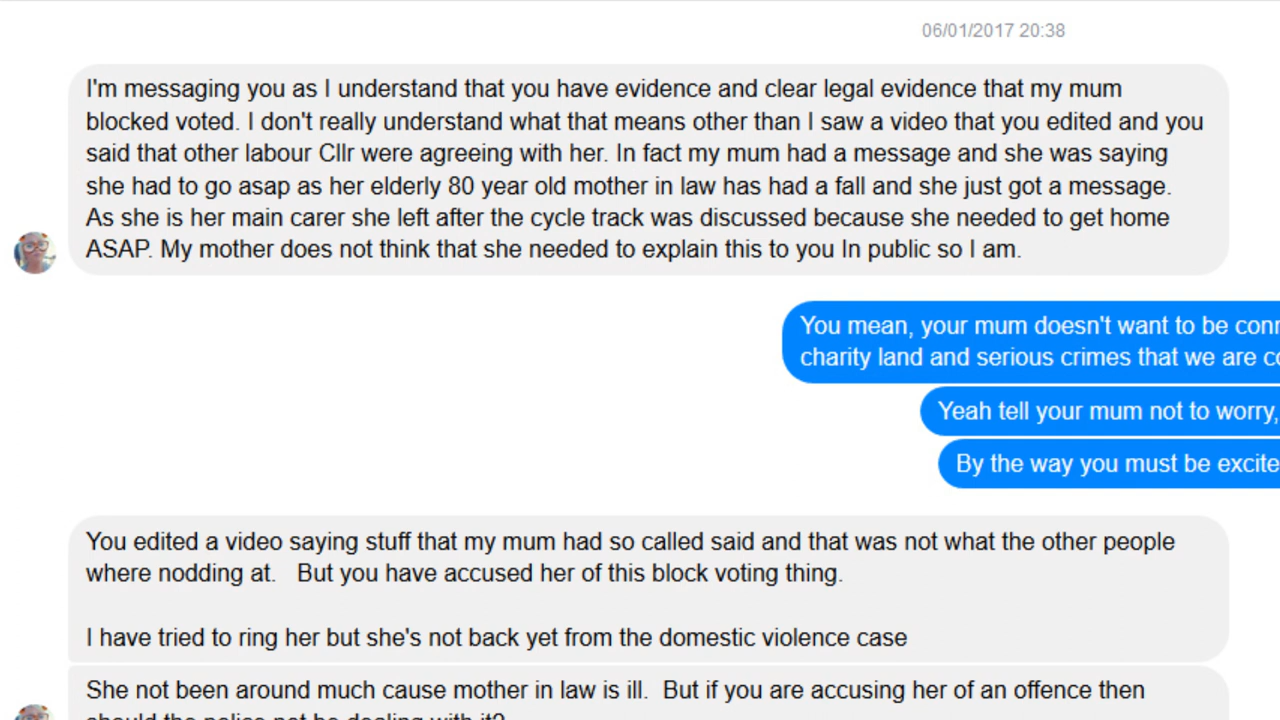 06/01/2017 20:38
I'm messaging you as I understand that you have evidence and clear legal evidence that my mum
blocked voted. I don't really understand what that means other than I saw a video that you edited and you
said that other labour Cllr were agreeing with her. In fact my mum had a message and she was saying
she had to go asap as her elderly 80 year old mother in law has had a fall and she just got a message.
As she is her main carer she left after the cycle track was discussed because she needed to get home
ASAP. My mother does not think that she needed to explain this to you In public so I am.
You mean, your mum doesn't want to be
charity land and serious crimes that we are
Yeah tell your mum not to worry,
By the way you must be
You edited a video saying stuff that my mum had so called said and that was not what the other people
where nodding at. But you have accused her of this block voting thing.
I have tried to ring her but she's not back yet from the domestic violence case
She not been around much cause mother in law is ill. But if you are accusing her of an offence then
should the police not be dealing with it?